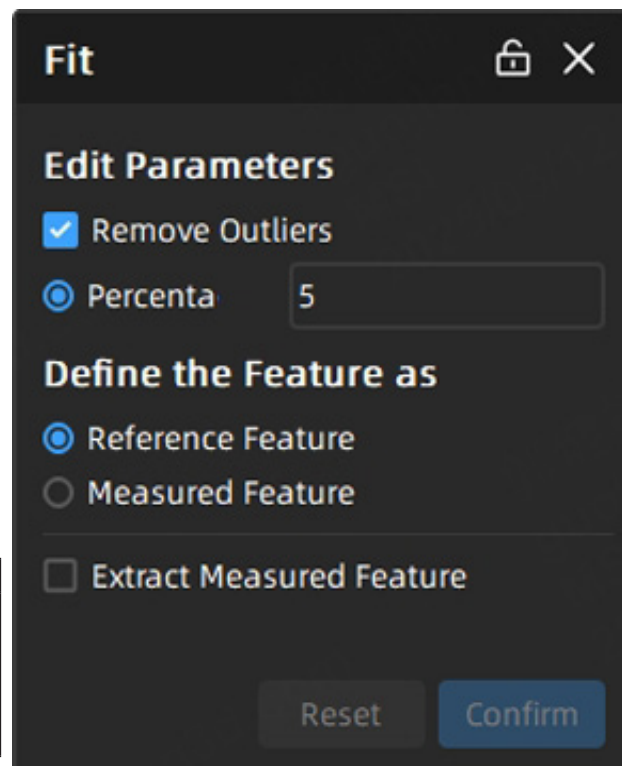 Fit
Edit Parameters
Remove Outliers
Percenta 5
Define the Feature as
Reference Feature
Measured Feature
Extract Measured Feature
Reset Confirm